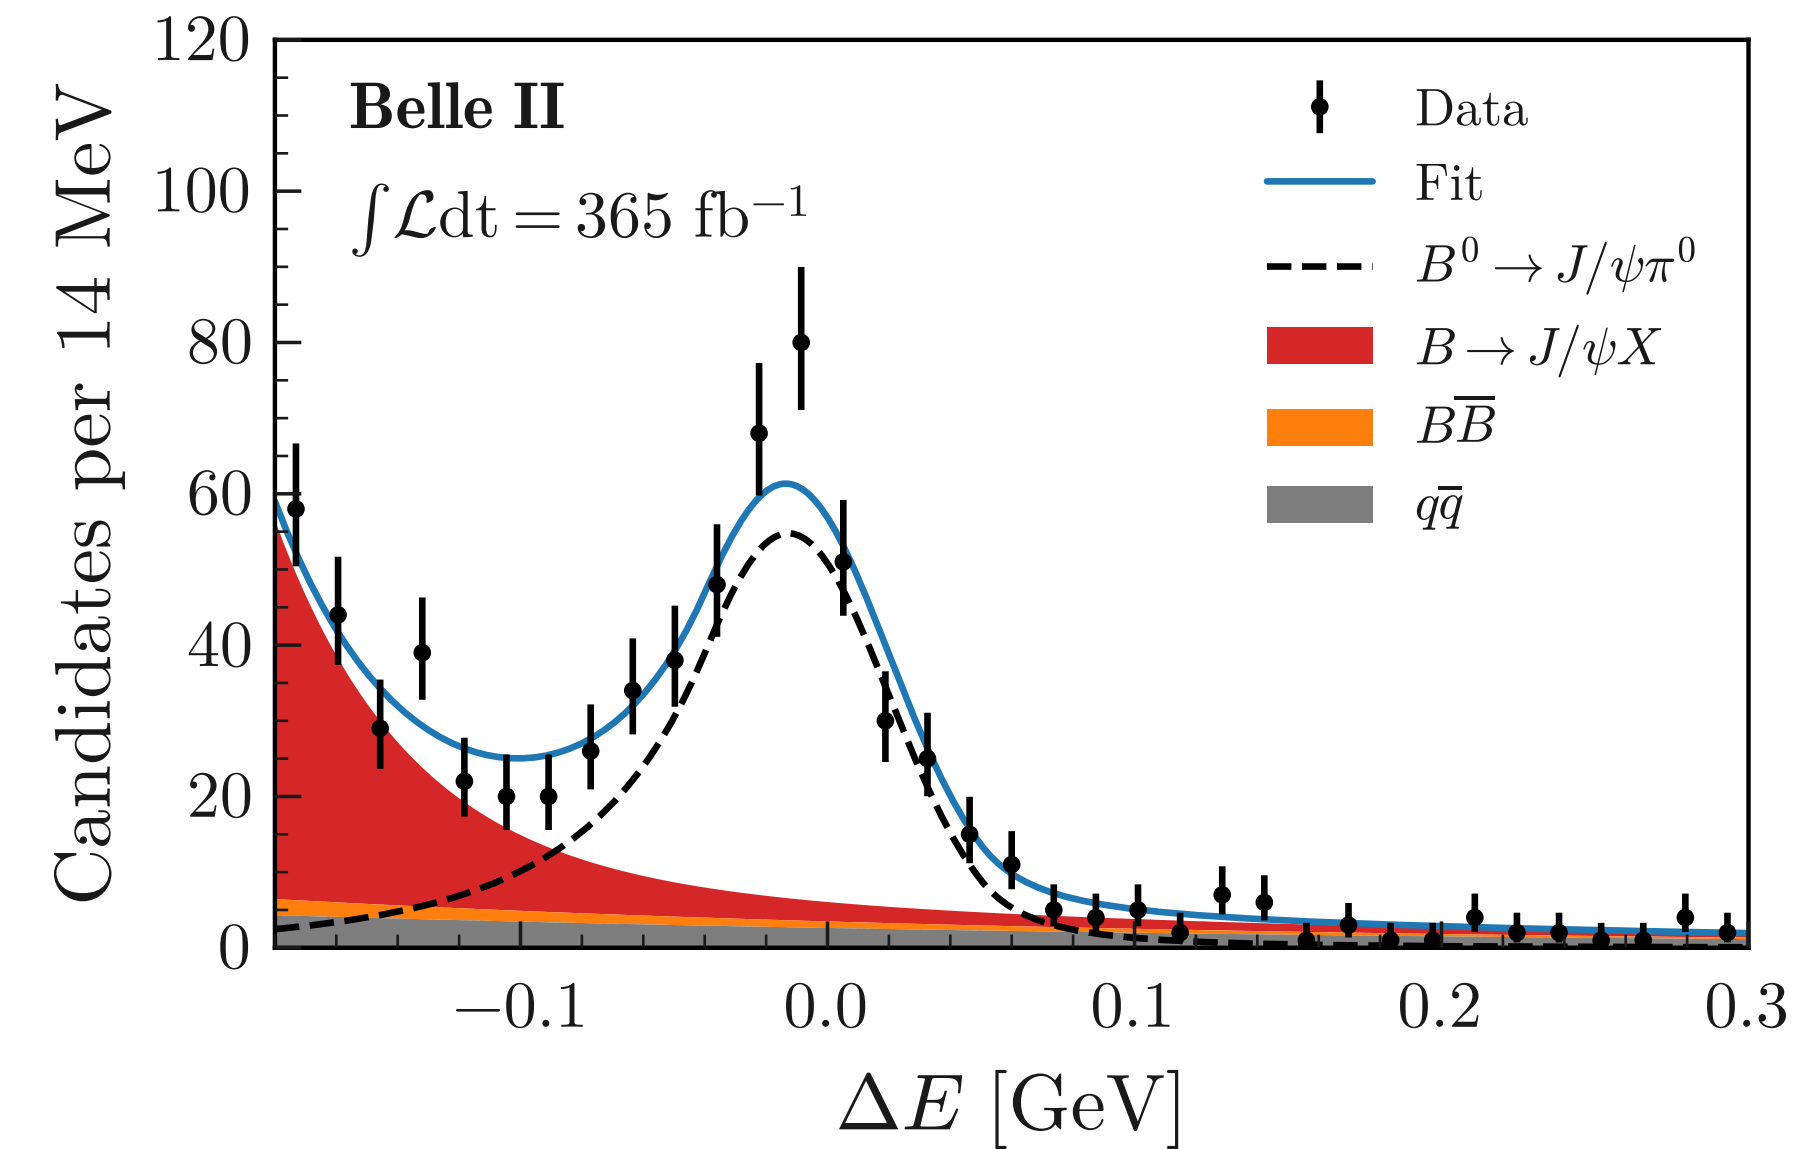 Candidates per 14 MeV
120
100
80
60
40
20
0
Belle II
∫ℒdt = 365 fb⁻¹
Data
Fit
B⁰ → J/ψπ⁰
B → J/ψX
BB̅
qq̅
−0.1
0.0
0.1
0.2
0.3
ΔE [GeV]